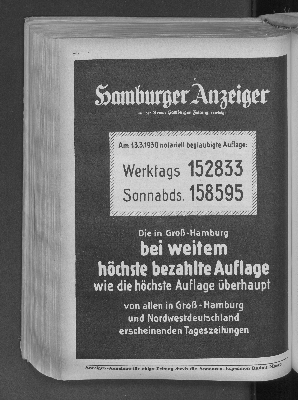 Hamburger Anzeiger
Am 13.3.1930 notariell beglaubigte Auflage:
Werktags 152833
Sonnabds. 158595
Die in Groß-Hamburg
bei weitem
höchste bezahlte Auflage
wie die höchste Auflage überhaupt
von allen in Groß-Hamburg
und Nordwestdeutschland
erscheinenden Tageszeitungen